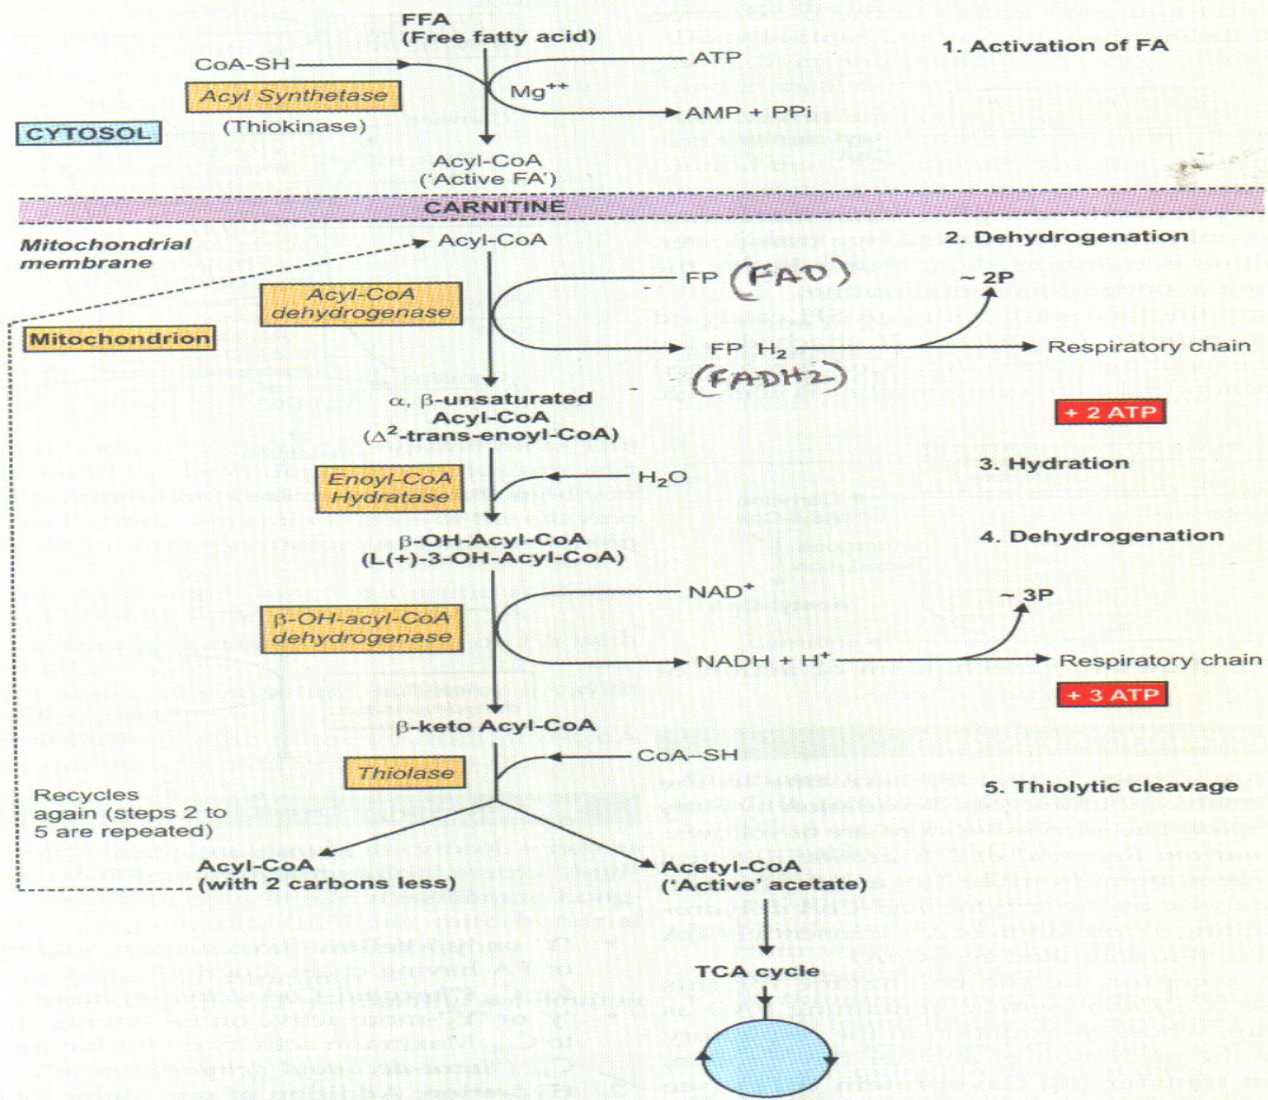 FFA
(Free fatty acid)
1. Activation of FA
CoA-SH
ATP
Acyl Synthetase
Mg++
(Thiokinase)
AMP + PPi
CYTOSOL
Acyl-CoA
('Active FA')
CARNITINE
Mitochondrial
membrane
Acyl-CoA
2. Dehydrogenation
FP (FAD)
~ 2P
Acyl-CoA
dehydrogenase
Mitochondrion
FP H2
Respiratory chain
(FADH2)
α, β-unsaturated
Acyl-CoA
(Δ2-trans-enoyl-CoA)
+ 2 ATP
3. Hydration
Enoyl-CoA
Hydratase
H2O
β-OH-Acyl-CoA
(L(+)-3-OH-Acyl-CoA)
4. Dehydrogenation
NAD+
~ 3P
β-OH-acyl-CoA
dehydrogenase
NADH + H+
Respiratory chain
+ 3 ATP
β-keto Acyl-CoA
CoA–SH
Thiolase
5. Thiolytic cleavage
Recycles
again (steps 2 to
5 are repeated)
Acyl-CoA
(with 2 carbons less)
Acetyl CoA
('Active' acetate)
TCA cycle